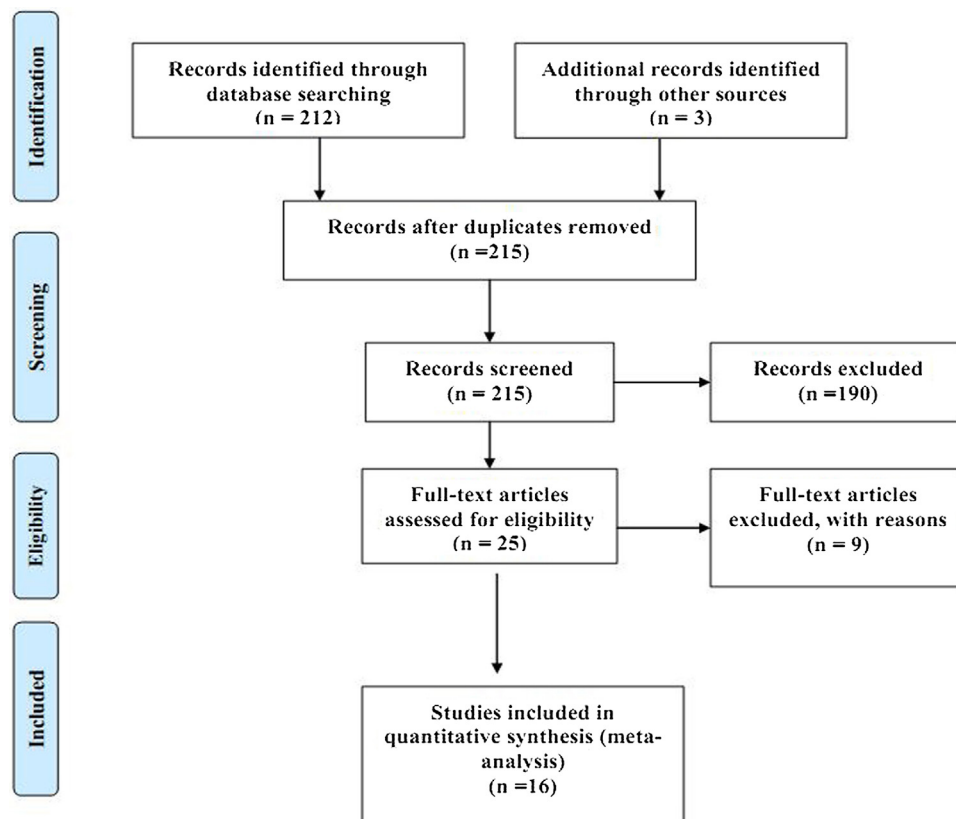 Identification
Records identified through
database searching
(n = 212)
Additional records identified
through other sources
(n = 3)
Records after duplicates removed
(n =215)
Screening
Records screened
(n = 215)
Records excluded
(n =190)
Eligibility
Full-text articles
assessed for eligibility
(n = 25)
Full-text articles
excluded, with reasons
(n = 9)
Included
Studies included in
quantitative synthesis (meta-
analysis)
(n =16)